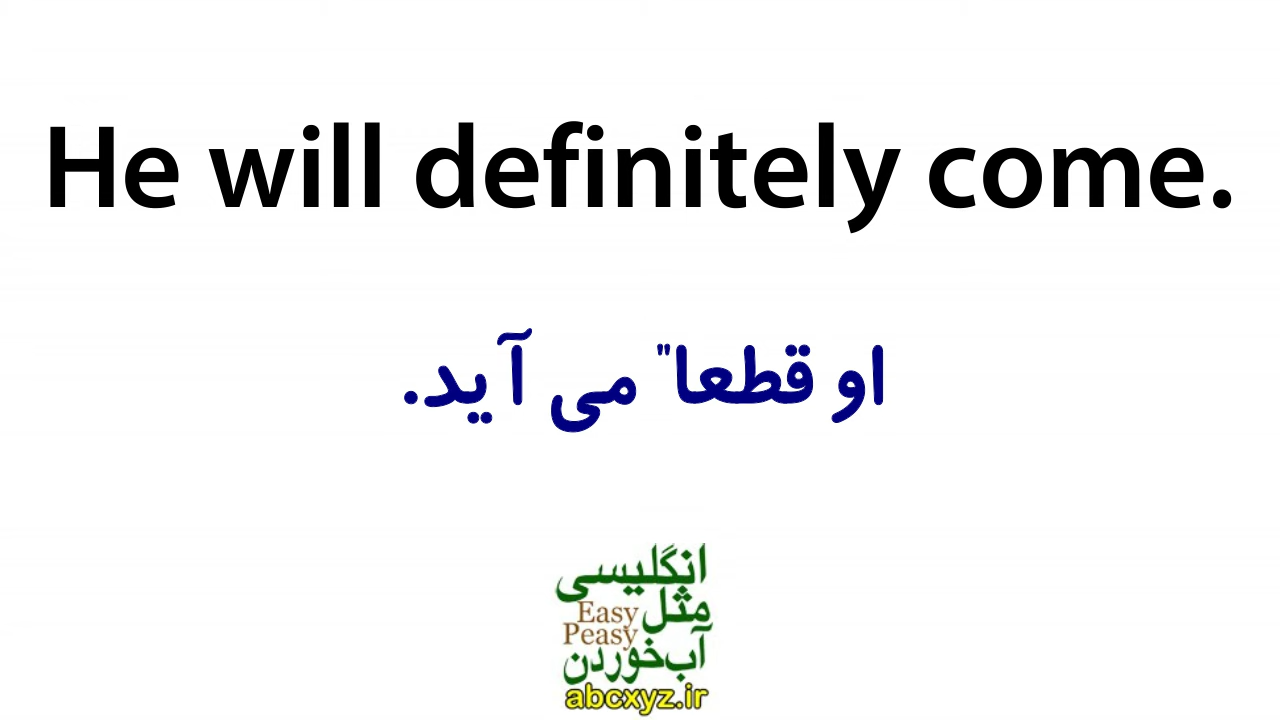 He will definitely come.
او قطعا" می آید.
انگلیسی
مثل
Easy
Peasy
آب خوردن
abcxyz.ir